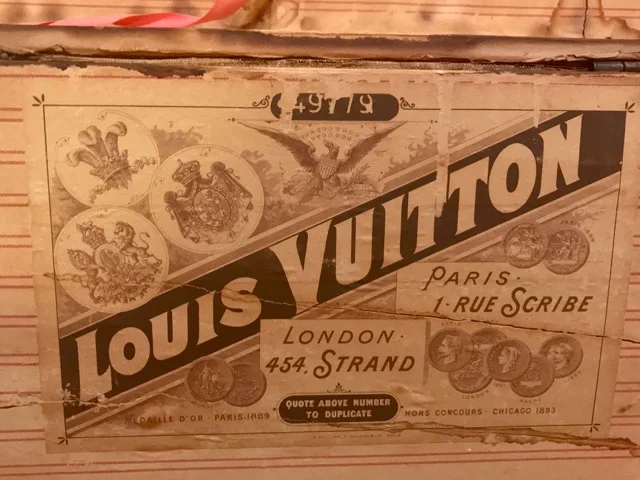 LOUIS VUITTON
PARIS.
1. RUE SCRIBE
LONDON.
454, STRAND
QUOTE ABOVE NUMBER
TO DUPLICATE
MEDAILLE D'OR PARIS.1889
HORS CONCOURS CHICAGO 1893